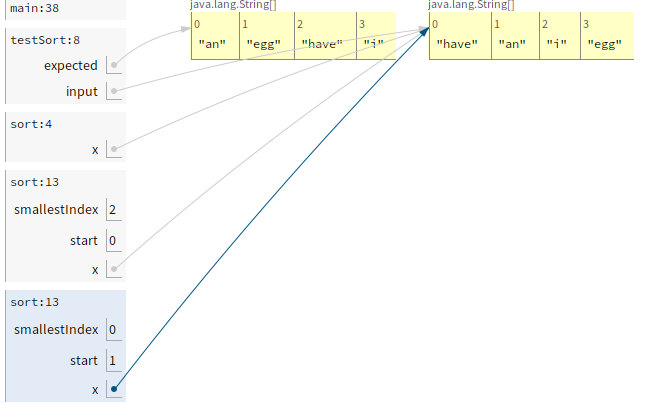 main:38
testSort:8
expected
input
sort:4
x
sort:13
smallestIndex 2
start 0
x
sort:13
smallestIndex 0
start 1
x
java.lang.String[]
0 1 2 3
"an" "egg" "have" "i"
java.lang.String[]
0 1 2 3
"have" "an" "i" "egg"